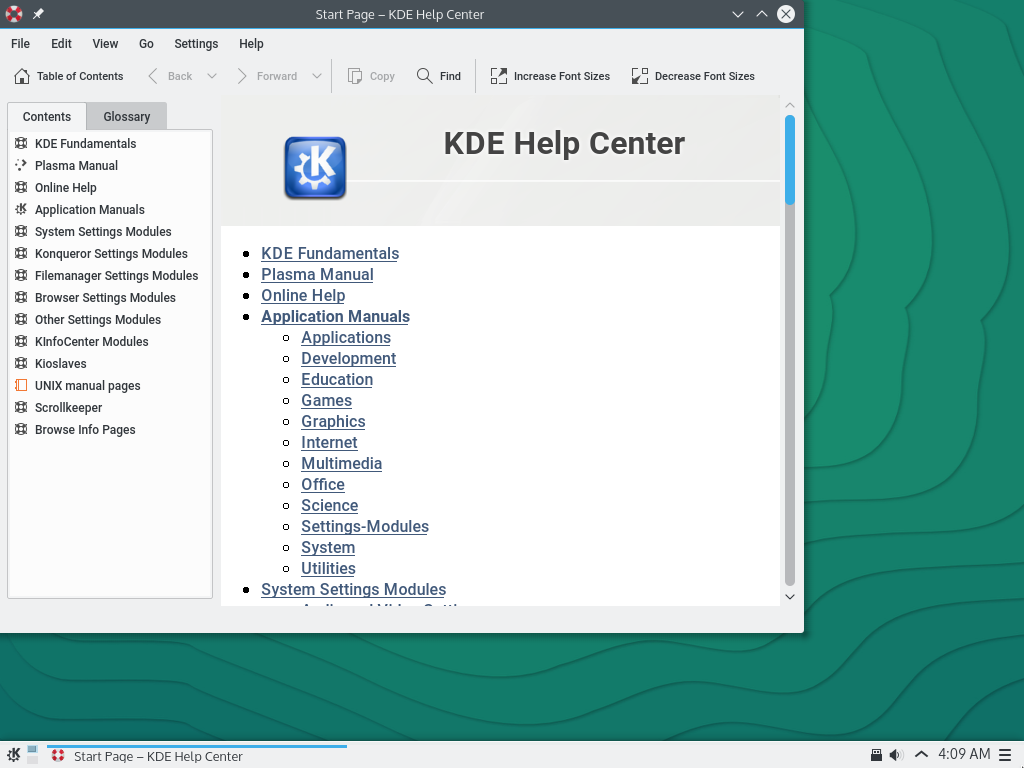 Start Page – KDE Help Center
File Edit View Go Settings Help
Table of Contents Back Forward Copy Find Increase Font Sizes Decrease Font Sizes
Contents Glossary
KDE Fundamentals
Plasma Manual
Online Help
Application Manuals
System Settings Modules
Konqueror Settings Modules
Filemanager Settings Modules
Browser Settings Modules
Other Settings Modules
KInfoCenter Modules
Kioslaves
UNIX manual pages
Scrollkeeper
Browse Info Pages
KDE Help Center
KDE Fundamentals
Plasma Manual
Online Help
Application Manuals
Applications
Development
Education
Games
Graphics
Internet
Multimedia
Office
Science
Settings-Modules
System
Utilities
System Settings Modules
Start Page – KDE Help Center
4:09 AM